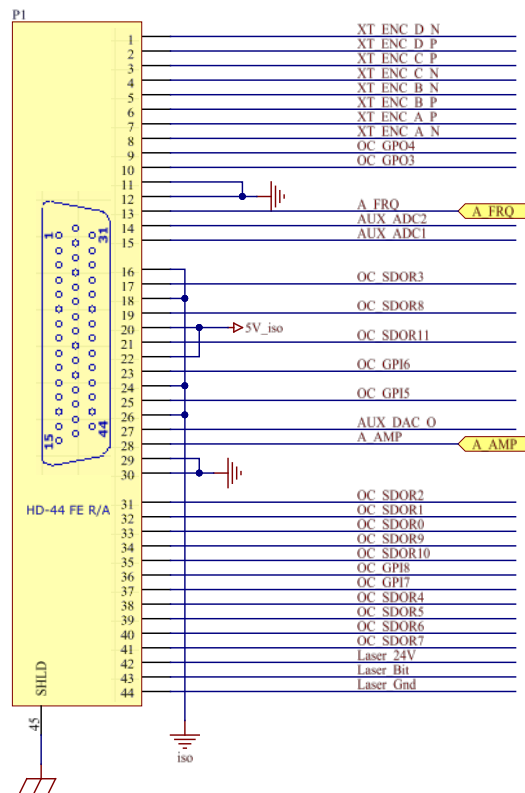 P1
1 XT_ENC_D_N
2 XT_ENC_D_P
3 XT_ENC_C_P
4 XT_ENC_C_N
5 XT_ENC_B_N
6 XT_ENC_B_P
7 XT_ENC_A_P
8 XT_ENC_A_N
9 OC_GPO4
10 OC_GPO3
11
12
13 A_FRQ A_FRQ
14 AUX_ADC2
15 AUX_ADC1
16
17 OC_SDOR3
18
19 OC_SDOR8
20 5V_iso
21 OC_SDOR11
22
23 OC_GPI6
24
25 OC_GPI5
26
27 AUX_DAC_O
28 A_AMP A_AMP
29
30
1 31
15 44
HD-44 FE R/A
31 OC_SDOR2
32 OC_SDOR1
33 OC_SDOR0
34 OC_SDOR9
35 OC_SDOR10
36 OC_GPI8
37 OC_GPI7
38 OC_SDOR4
39 OC_SDOR5
40 OC_SDOR6
41 OC_SDOR7
42 Laser_24V
43 Laser_Bit
44 Laser_Gnd
SHLD
45
iso